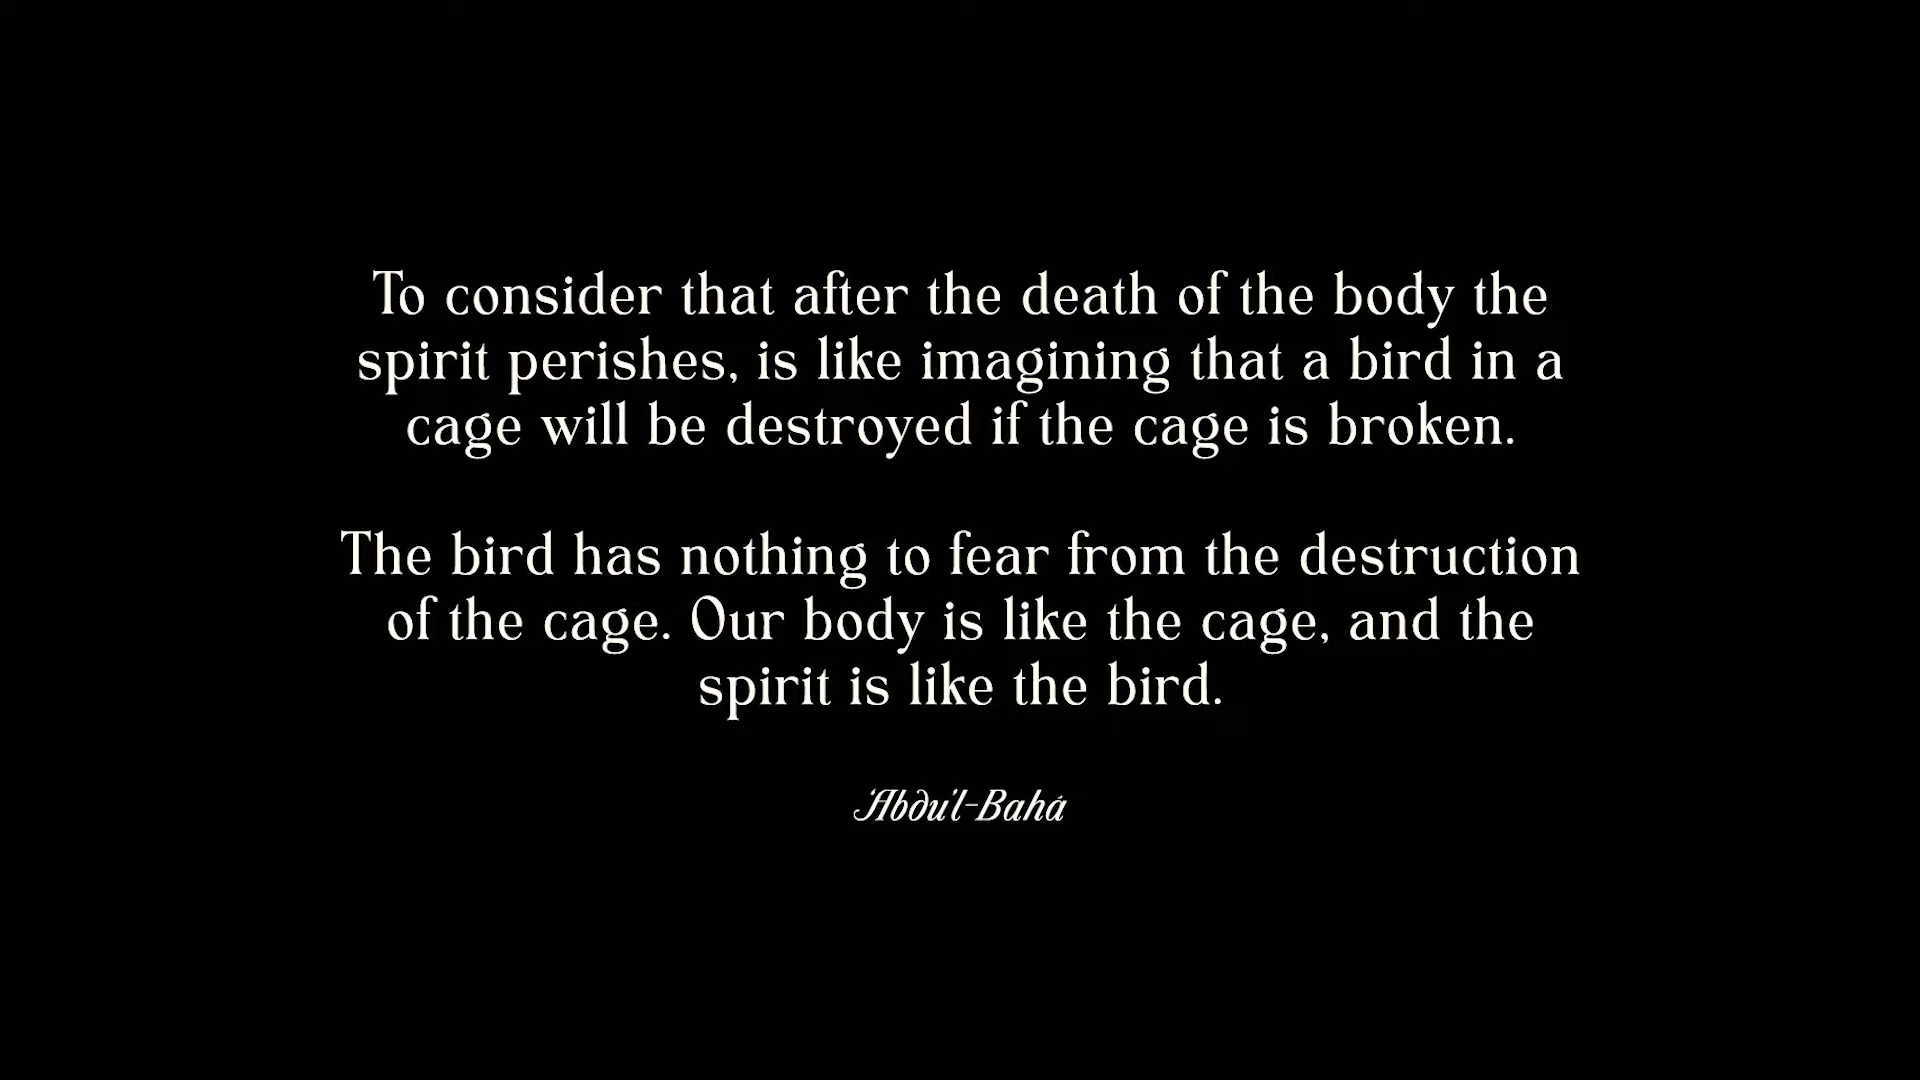 To consider that after the death of the body the
spirit perishes, is like imagining that a bird in a
cage will be destroyed if the cage is broken.
The bird has nothing to fear from the destruction
of the cage. Our body is like the cage, and the
spirit is like the bird.
‘Abdu’l-Bahá